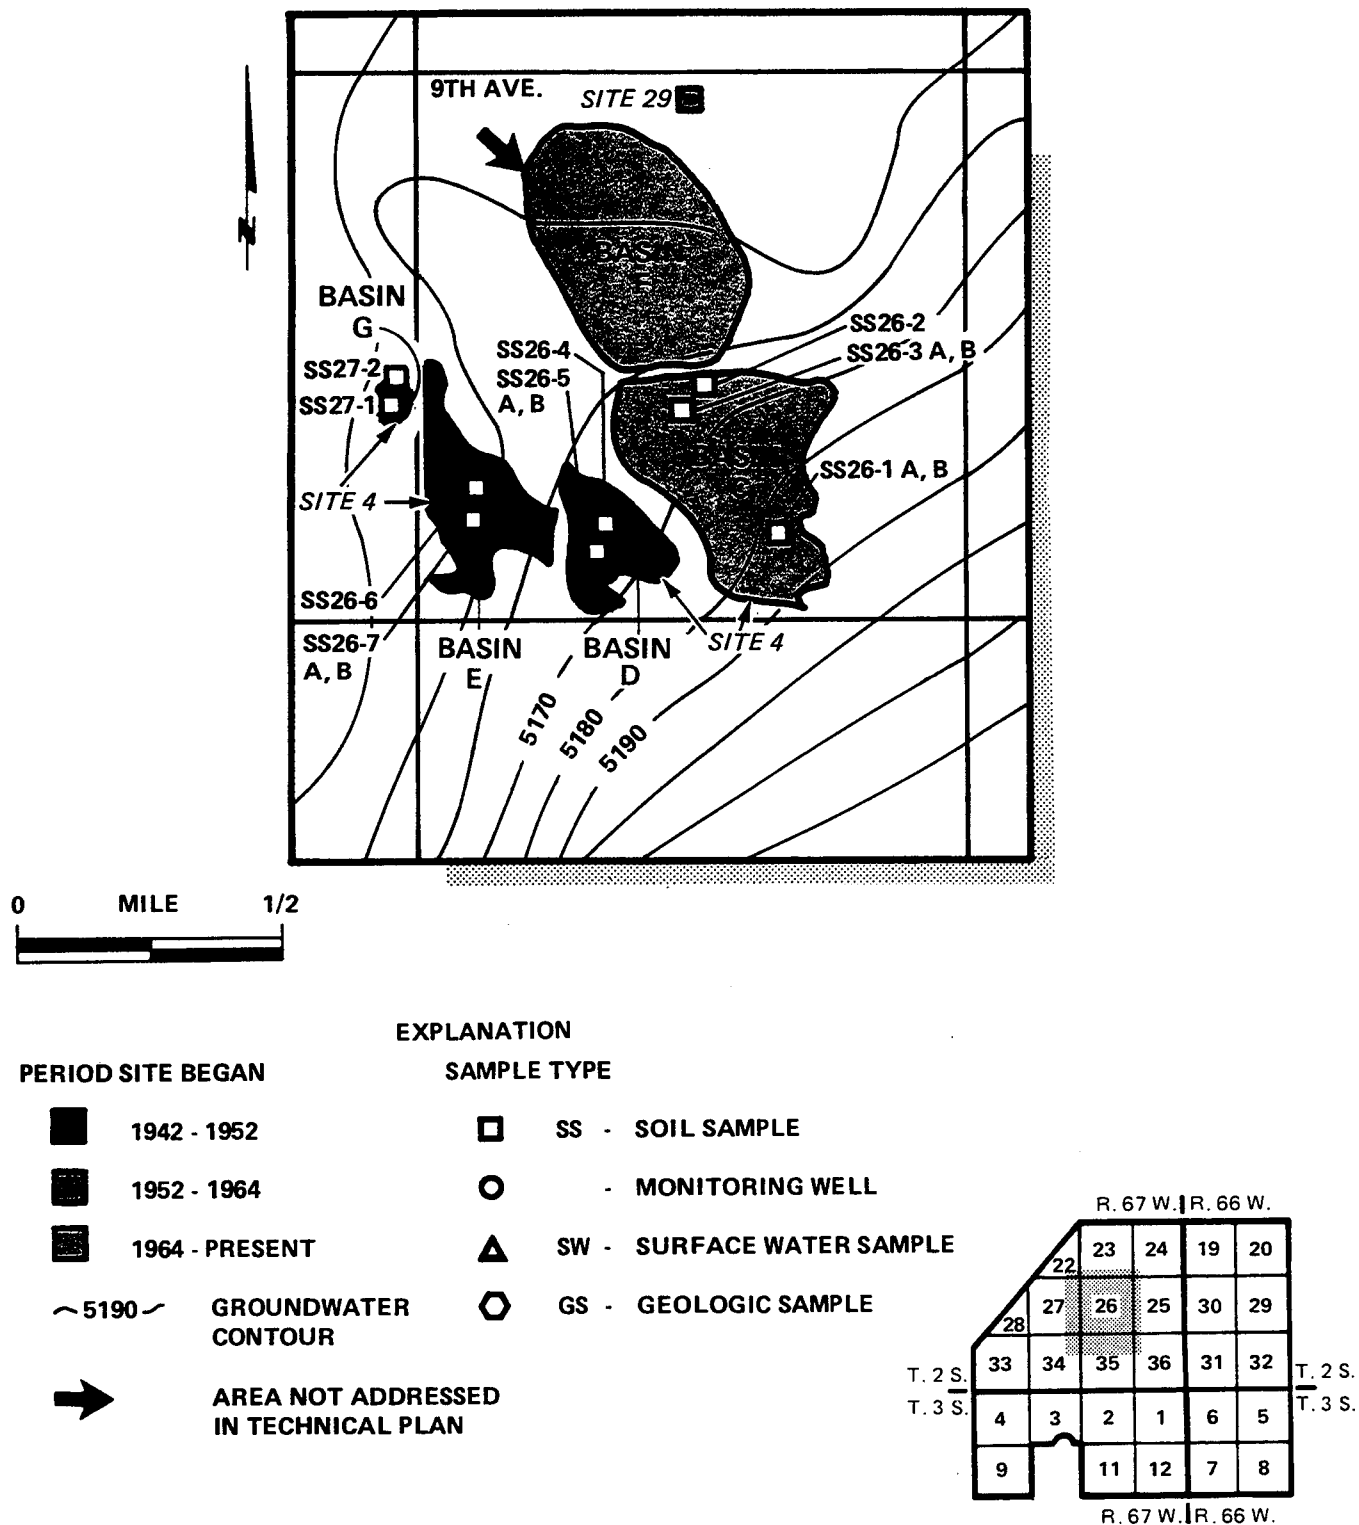 9TH AVE.
SITE 29
N
BASIN
F
BASIN
G
SS26-2
SS26-3 A, B
SS26-4
SS26-5
A, B
SS27-2
SS27-1
BASIN
C
SS26-1 A, B
SITE 4
SS26-6
SS26-7
A, B
BASIN
E
BASIN
D
SITE 4
5170
5180
5190
0 MILE 1/2
EXPLANATION
PERIOD SITE BEGAN
1942 - 1952
1952 - 1964
1964 - PRESENT
5190
GROUNDWATER
CONTOUR
AREA NOT ADDRESSED
IN TECHNICAL PLAN
SAMPLE TYPE
SS - SOIL SAMPLE
- MONITORING WELL
SW - SURFACE WATER SAMPLE
GS - GEOLOGIC SAMPLE
R. 67 W. R. 66 W.
22 23 24 19 20
28 27 26 25 30 29
33 34 35 36 31 32
T. 2 S. T. 2 S.
T. 3 S. T. 3 S.
4 3 2 1 6 5
9 11 12 7 8
R. 67 W. R. 66 W.